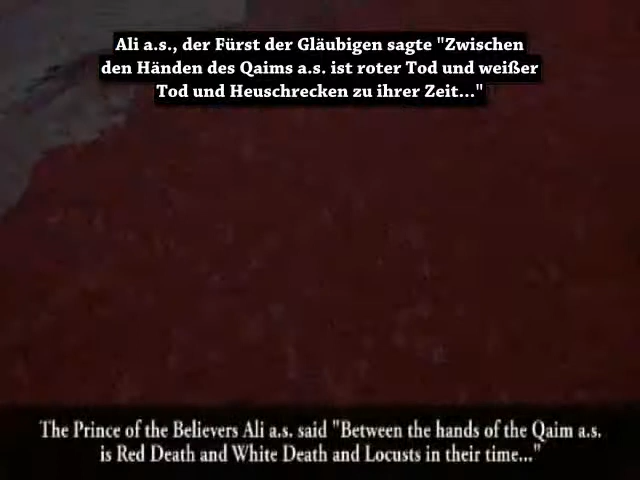 Ali a.s., der Fürst der Gläubigen sagte "Zwischen
den Händen des Qaims a.s. ist roter Tod und weißer
Tod und Heuschrecken zu ihrer Zeit..."
The Prince of the Believers Ali a.s. said "Between the hands of the Qaim a.s.
is Red Death and White Death and Locusts in their time..."